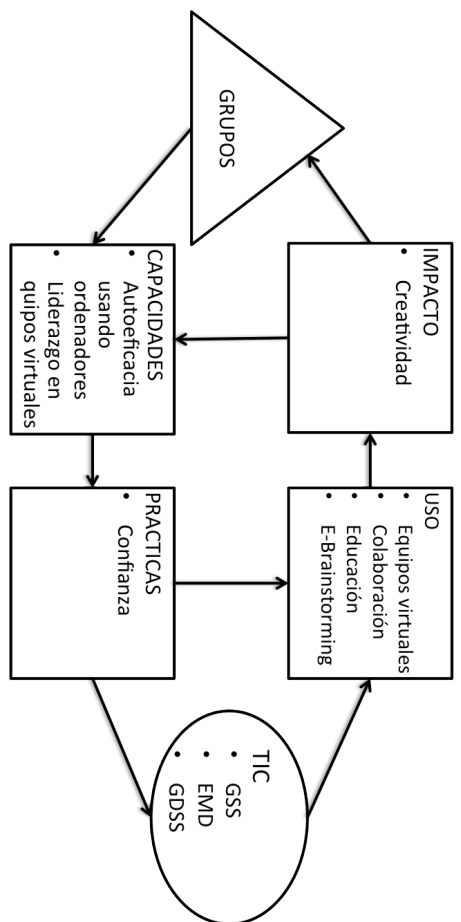 GRUPOS
IMPACTO
• Creatividad
USO
• Equipos virtuales
• Colaboración
• Educación
• E-Brainstorming
CAPACIDADES
• Autoeficacia
usando
ordenadores
• Liderazgo en
quipos virtuales
PRACTICAS
• Confianza
TIC
• GSS
• EMD
• GDSS